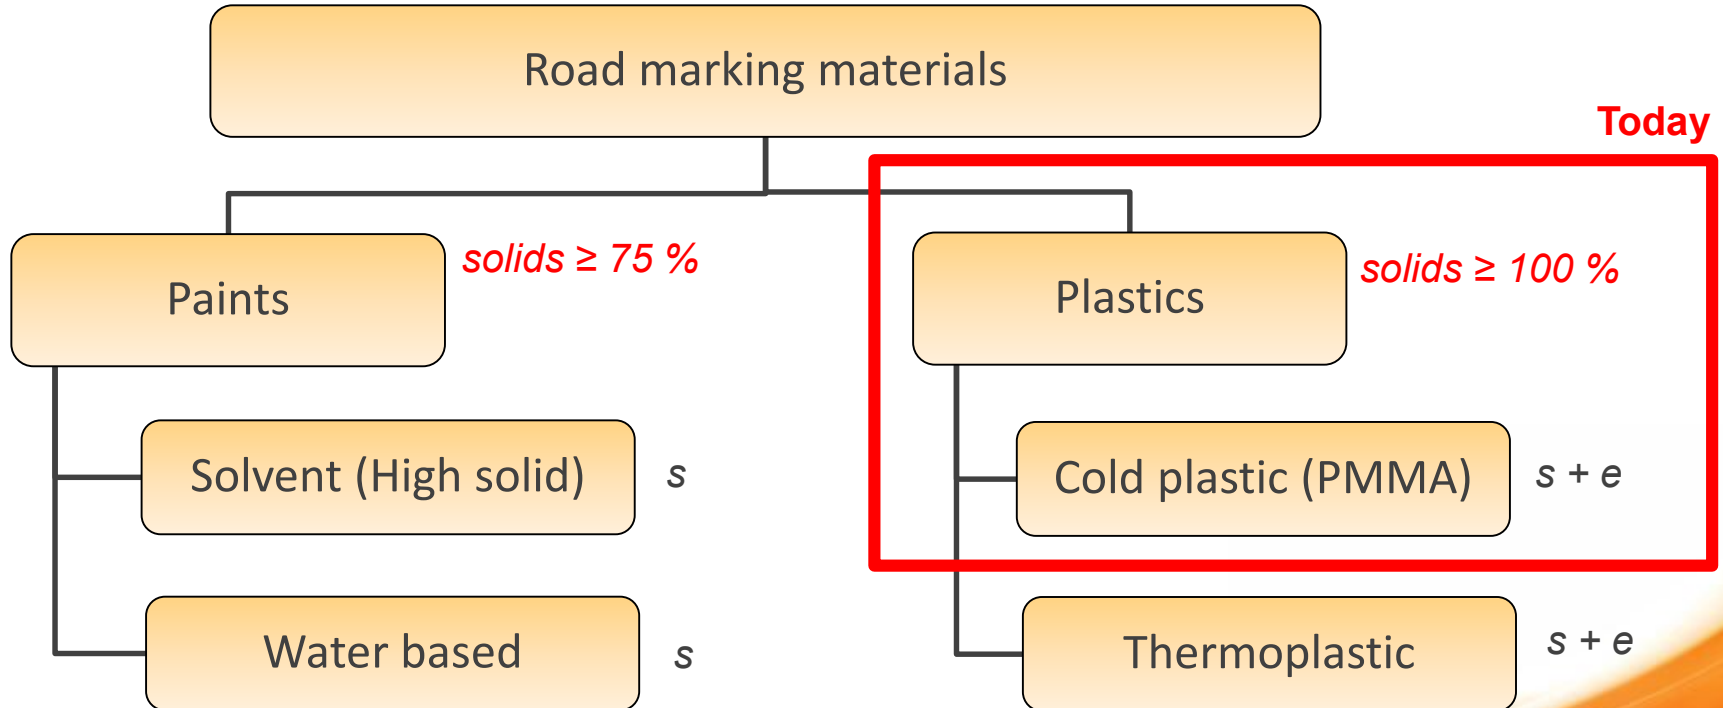 Road marking materials
Today
Paints
solids ≥ 75 %
Plastics
solids ≥ 100 %
Solvent (High solid)
s
Cold plastic (PMMA)
s + e
Water based
s
Thermoplastic
s + e